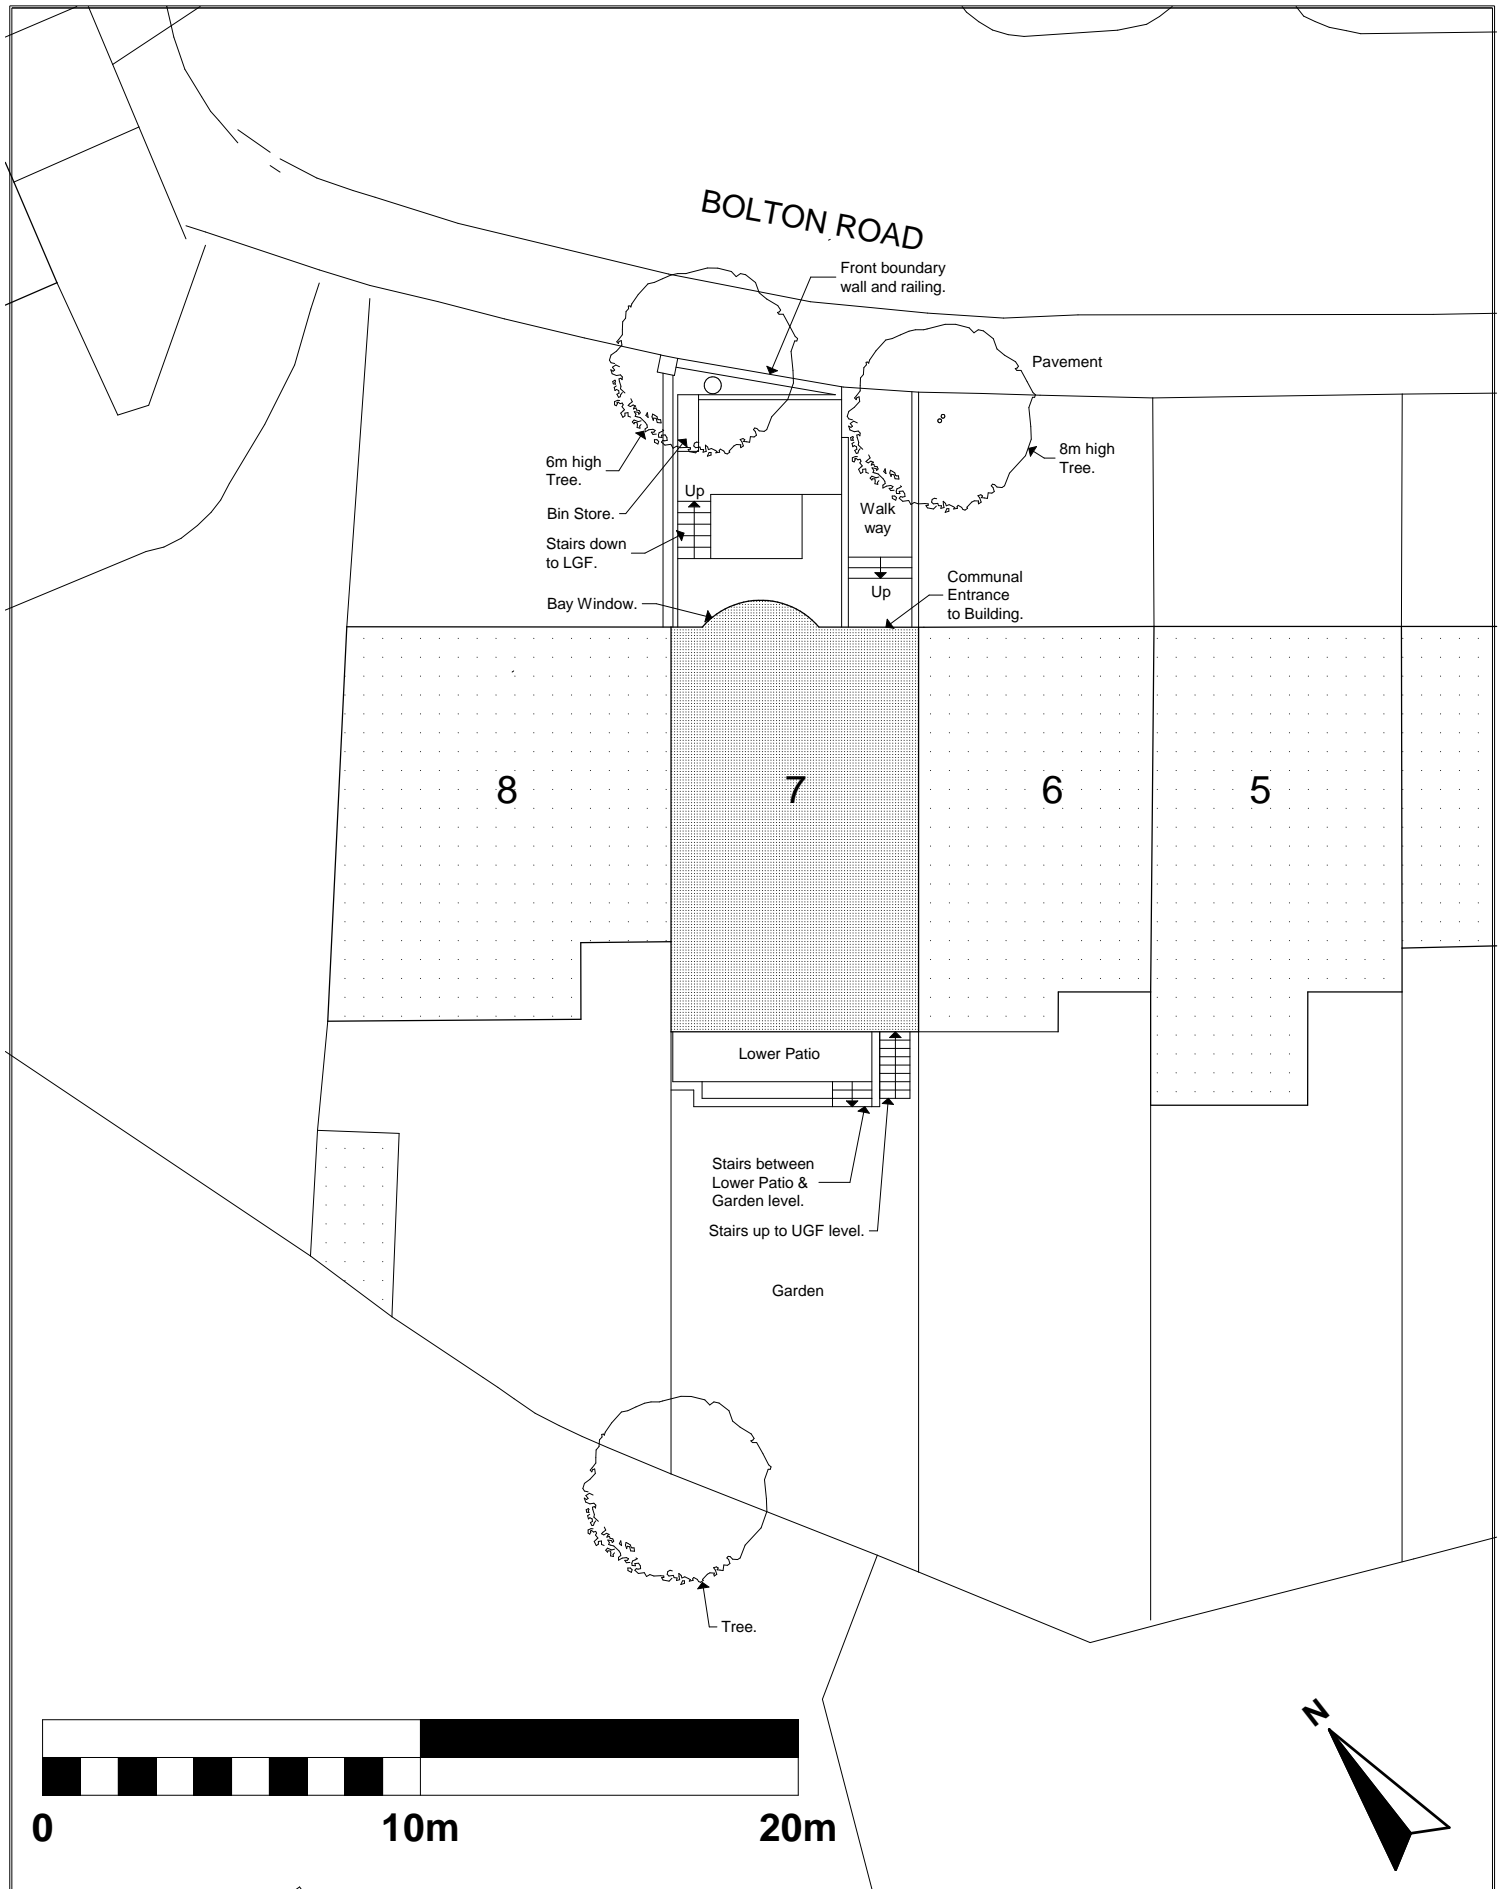 BOLTON ROAD
Front boundary
wall and railing.
Pavement
6m high
Tree.
8m high
Tree.
Up
Bin Store.
Walk
way
Stairs down
to LGF.
Communal
Entrance
to Building.
Up
Bay Window.
8
7
6
5
Lower Patio
Stairs between
Lower Patio &
Garden level.
Stairs up to UGF level.
Garden
Tree.
N
0
10m
20m